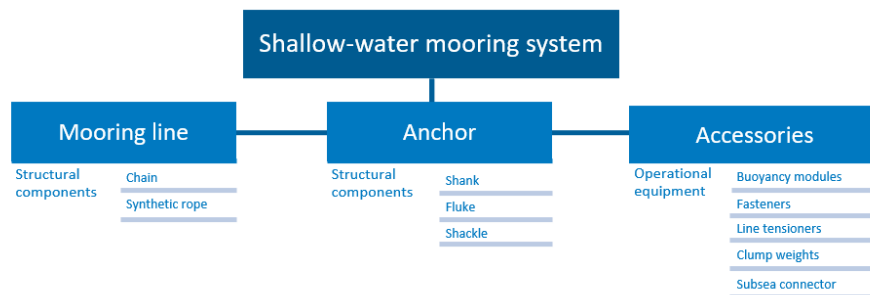 Shallow-water mooring system
Mooring line
Anchor
Accessories
Structural
components
Chain
Synthetic rope
Structural
components
Shank
Fluke
Shackle
Operational
equipment
Buoyancy modules
Fasteners
Line tensioners
Clump weights
Subsea connector